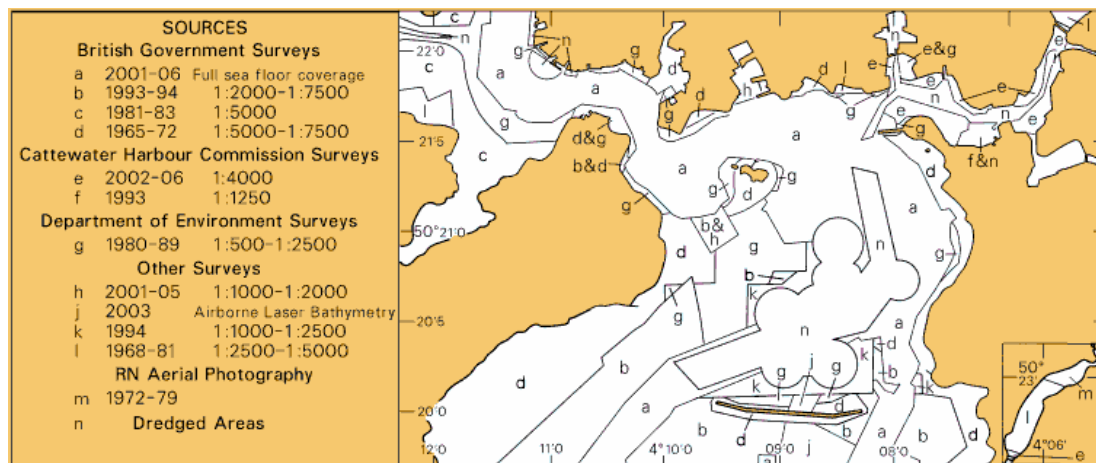 SOURCES
British Government Surveys
a 2001-06 Full sea floor coverage
b 1993-94 1:2000-1:7500
c 1981-83 1:5000
d 1965-72 1:5000-1:7500
Cattewater Harbour Commission Surveys
e 2002-06 1:4000
f 1993 1:1250
Department of Environment Surveys
g 1980-89 1:500-1:2500
Other Surveys
h 2001-05 1:1000-1:2000
j 2003 Airborne Laser Bathymetry
k 1994 1:1000-1:2500
l 1968-81 1:2500-1:5000
RN Aerial Photography
m 1972-79
n Dredged Areas
c n n e&g l
22'0 g g e e
c a d d l e
a h e
l g g d g n e
21'5 d&g a e g
c b&d d f&n
a g g
g d a
b& h
50°21'0 d g n g
b
k
20'5 g a
n d
b k b
j
g g k
50° 23'
d k m
20'0 a d l
b d b a b d
12'0 11'0 4°10'0 09'0 j 08'0 4°06'
a e